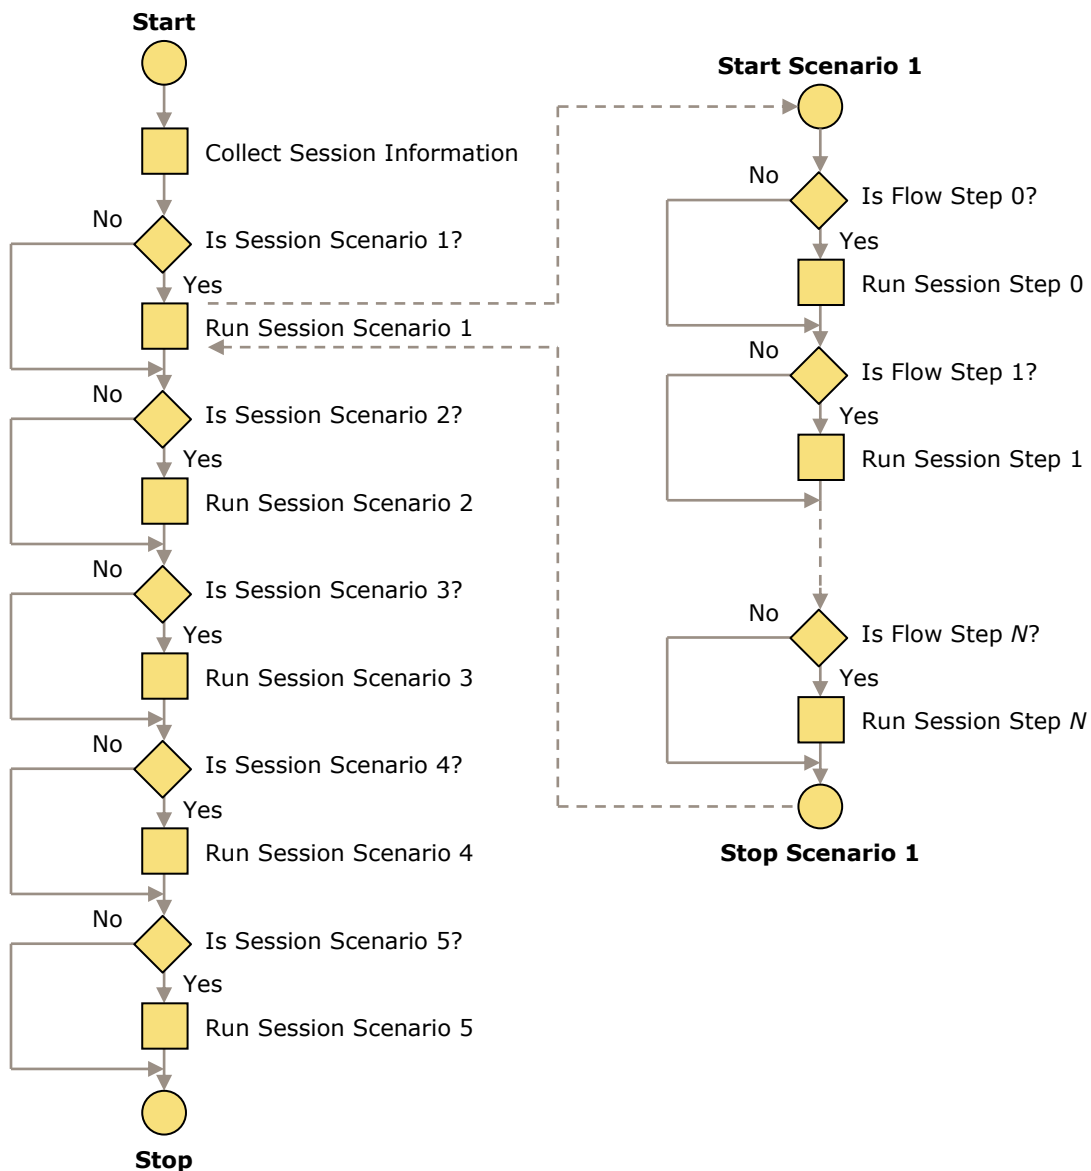 Start
Collect Session Information
No
Is Session Scenario 1?
Yes
Run Session Scenario 1
No
Is Session Scenario 2?
Yes
Run Session Scenario 2
No
Is Session Scenario 3?
Yes
Run Session Scenario 3
No
Is Session Scenario 4?
Yes
Run Session Scenario 4
No
Is Session Scenario 5?
Yes
Run Session Scenario 5
Stop
Start Scenario 1
No
Is Flow Step 0?
Yes
Run Session Step 0
No
Is Flow Step 1?
Yes
Run Session Step 1
No
Is Flow Step N?
Yes
Run Session Step N
Stop Scenario 1